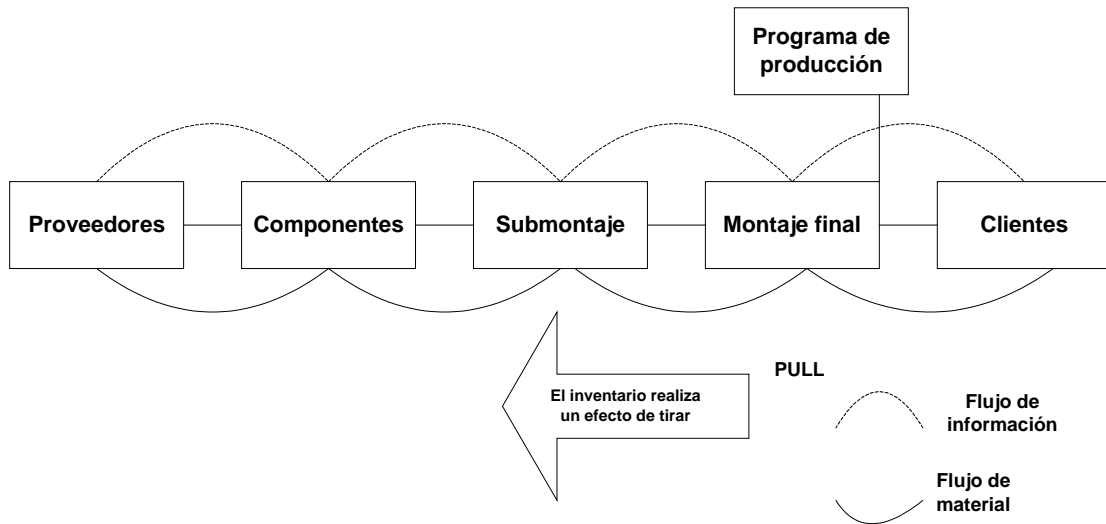 Programa de
producción
Proveedores
Componentes
Submontaje
Montaje final
Clientes
El inventario realiza
un efecto de tirar
PULL
Flujo de
información
Flujo de
material